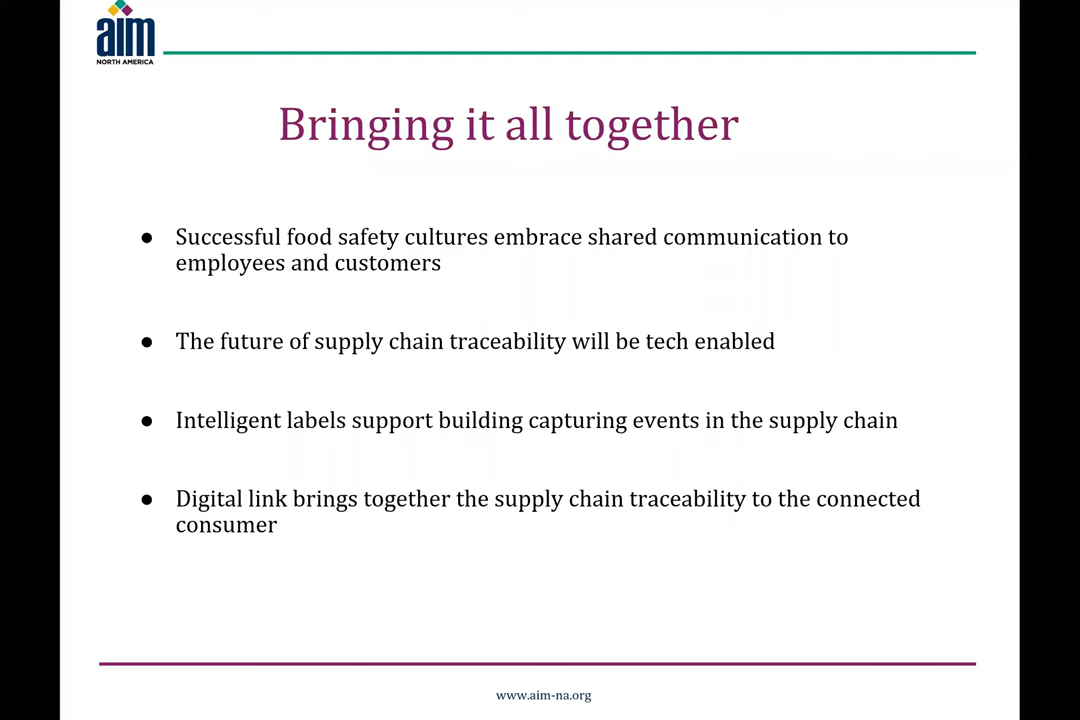 aim
NORTH AMERICA
Bringing it all together
● Successful food safety cultures embrace shared communication to
employees and customers
● The future of supply chain traceability will be tech enabled
● Intelligent labels support building capturing events in the supply chain
● Digital link brings together the supply chain traceability to the connected
consumer
www.aim-na.org